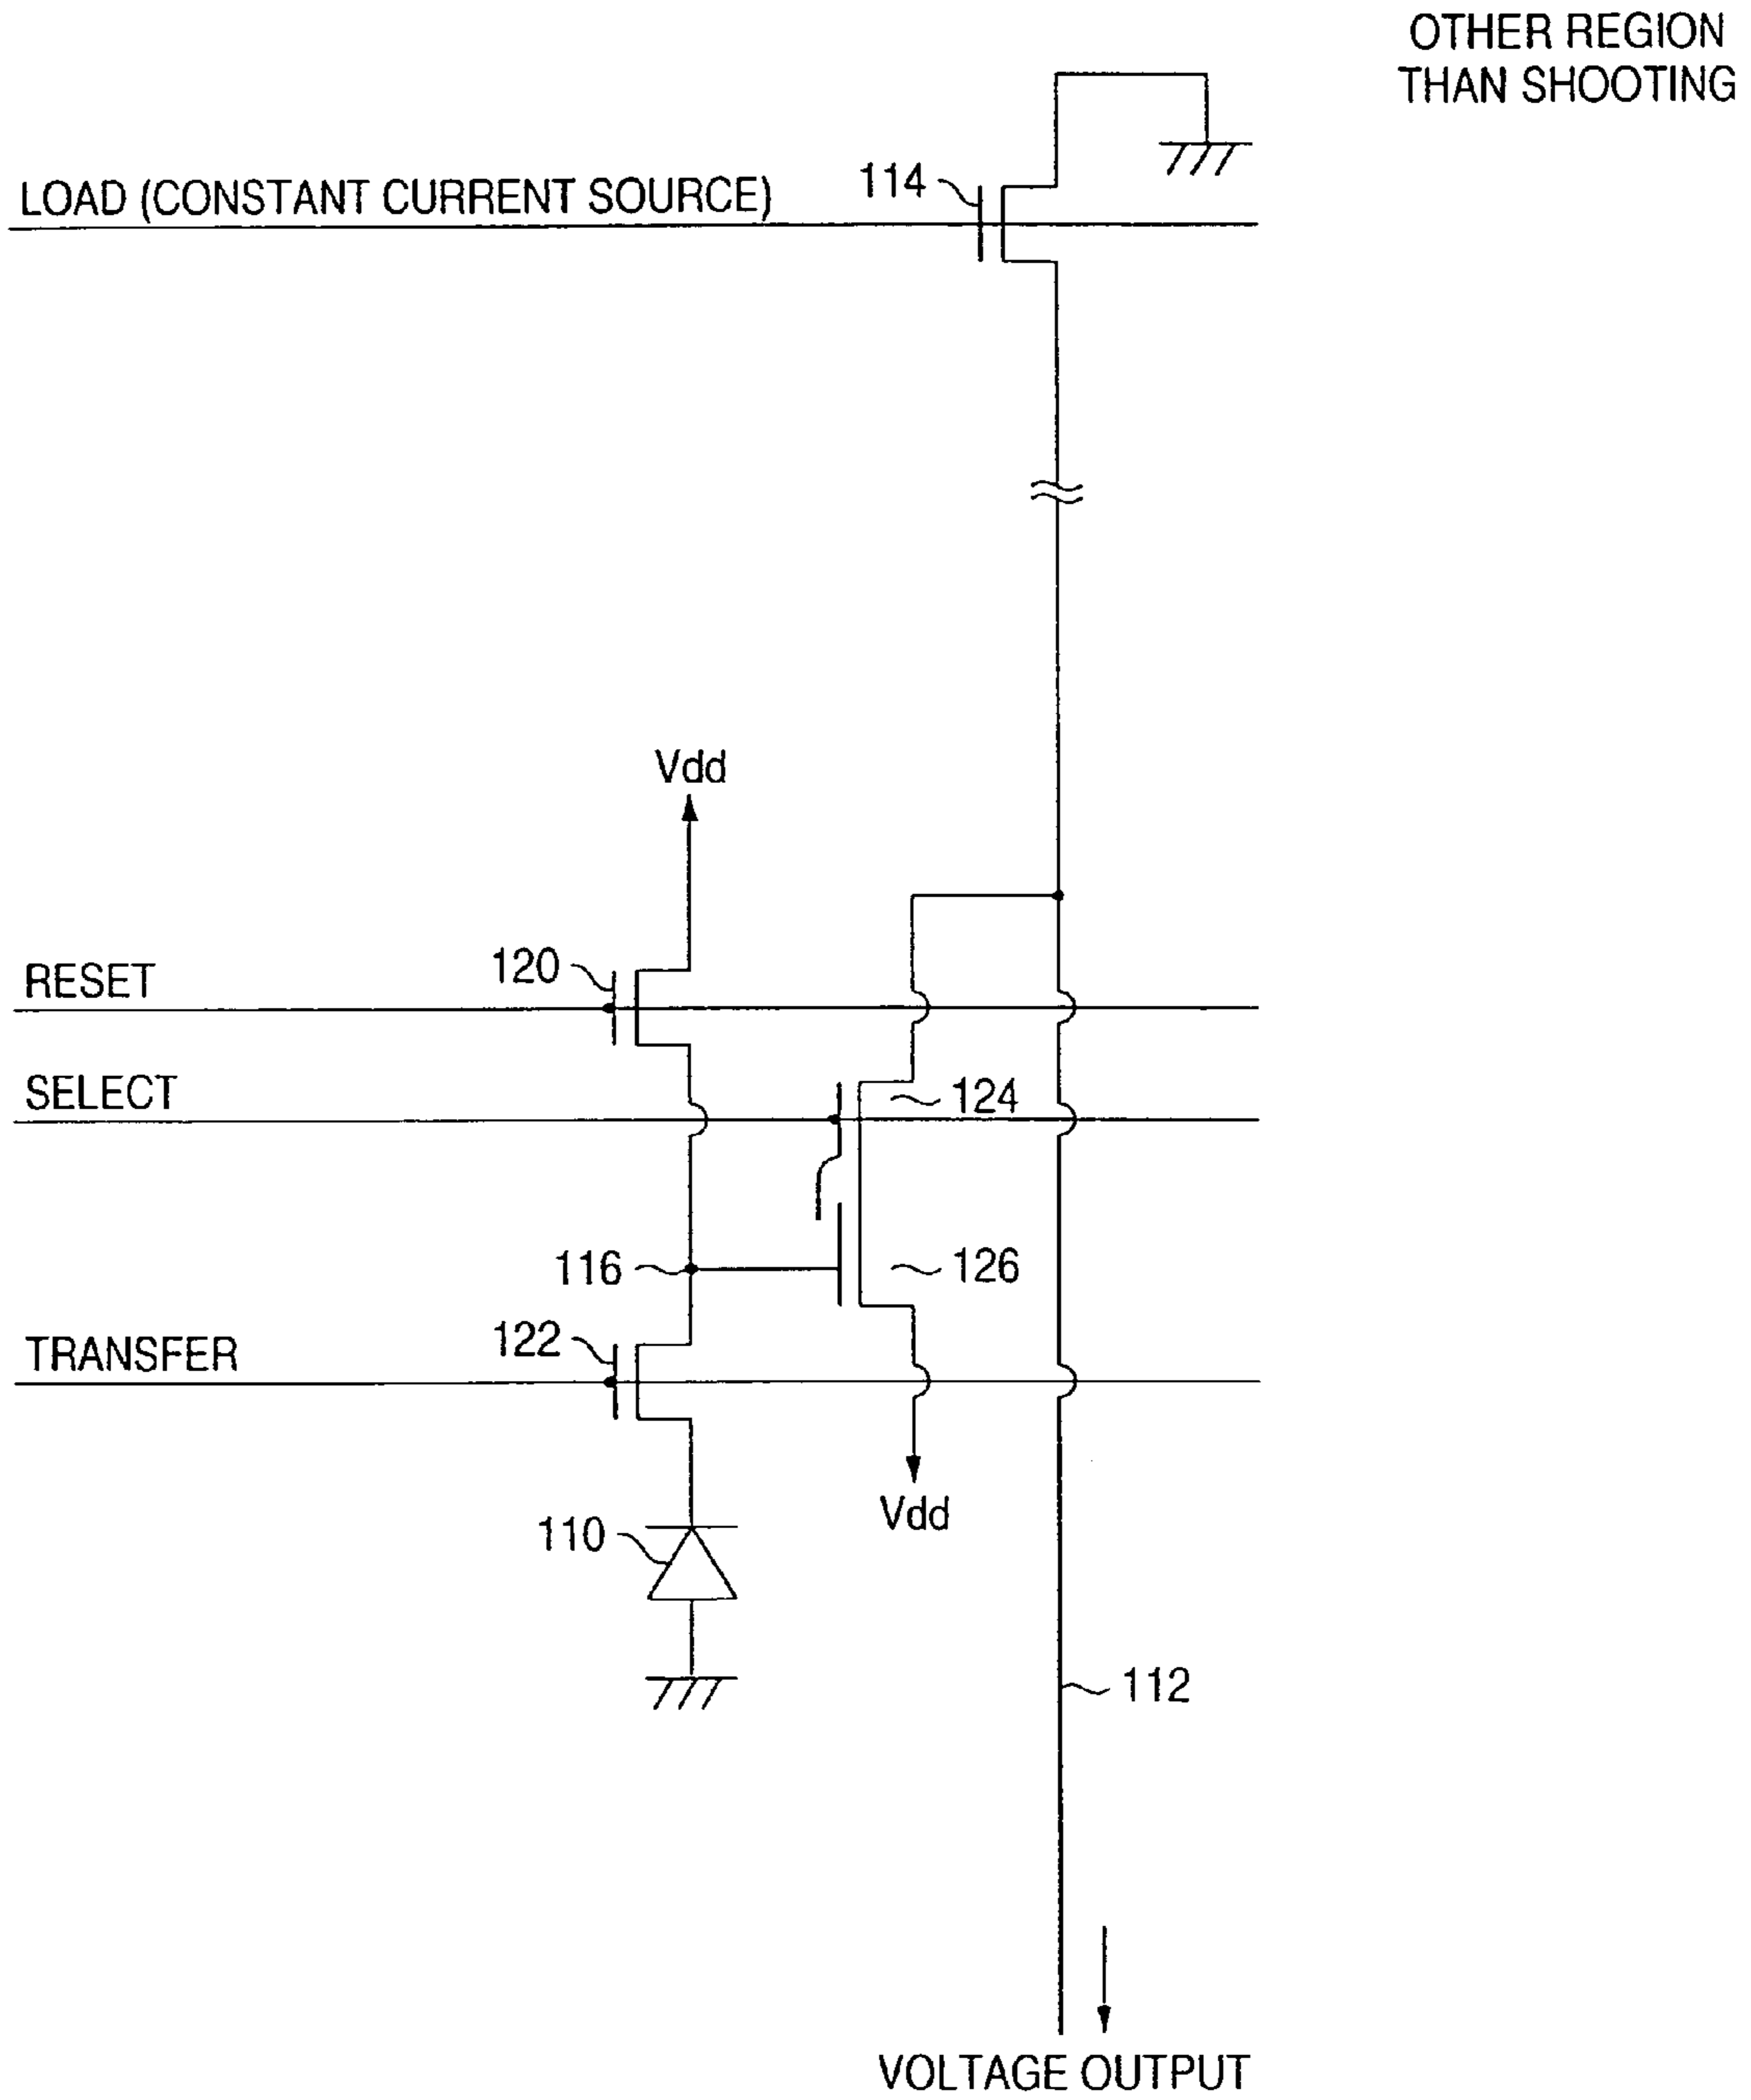 OTHER REGION
THAN SHOOTING
114
LOAD (CONSTANT CURRENT SOURCE)
Vdd
120
RESET
SELECT
124
116
126
122
TRANSFER
Vdd
110
112
VOLTAGE OUTPUT